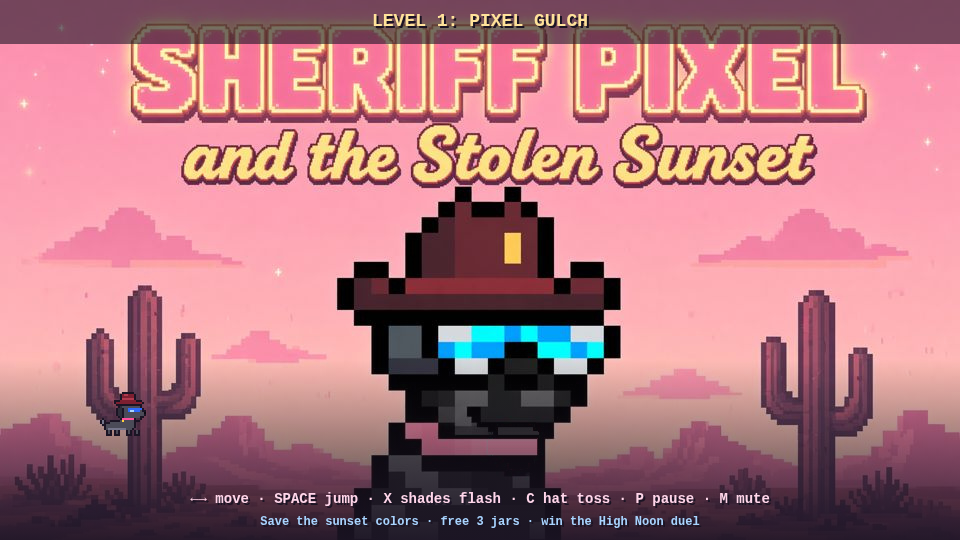 LEVEL 1: PIXEL GULCH
SHERIFF PIXEL
and the Stolen Sunset
←→ move · SPACE jump · X shades flash · C hat toss · P pause · M mute
Save the sunset colors · free 3 jars · win the High Noon duel